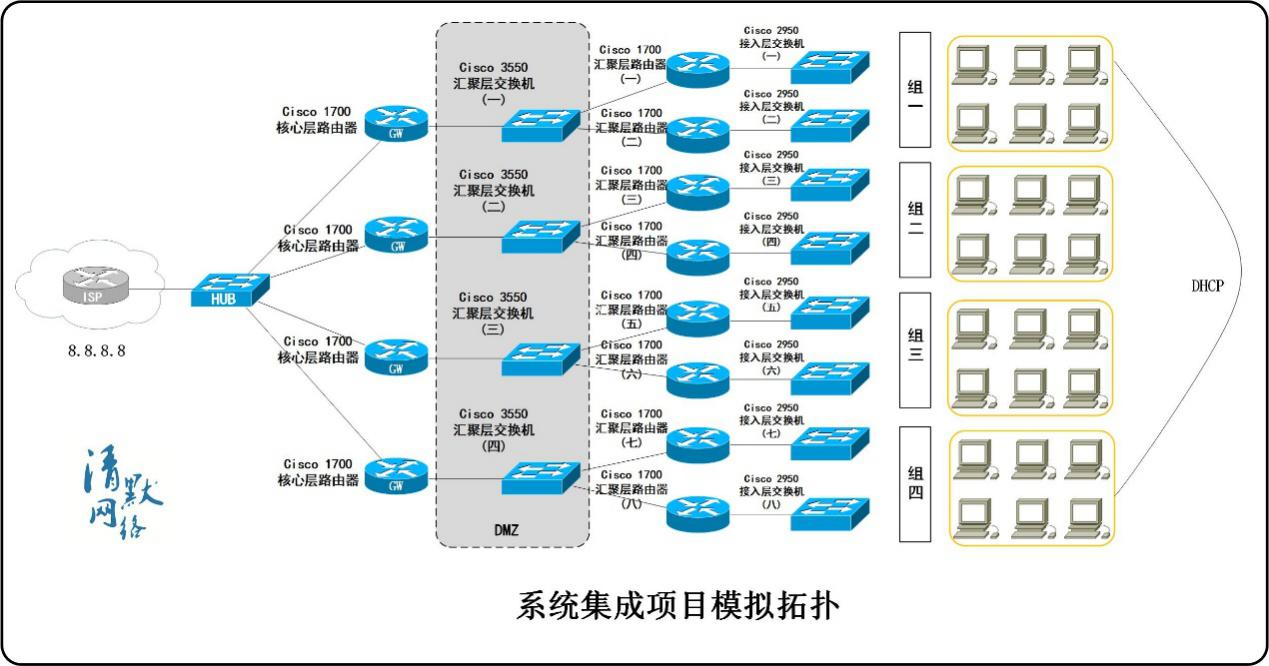 Cisco 2950
接入层交换机
(一)
Cisco 1700
汇聚层路由器
(一)
Cisco 3550
汇聚层交换机
(一)
Cisco 1700
核心层路由器
GW
Cisco 2950
接入层交换机
(二)
Cisco 1700
汇聚层路由器
(二)
组
一
Cisco 3550
汇聚层交换机
(二)
Cisco 2950
接入层交换机
(三)
Cisco 1700
汇聚层路由器
(三)
Cisco 1700
核心层路由器
GW
Cisco 2950
接入层交换机
(四)
Cisco 1700
汇聚层路由器
(四)
组
二
ISP
8.8.8.8
HUB
DHCP
Cisco 3550
汇聚层交换机
(三)
Cisco 2950
接入层交换机
(五)
Cisco 1700
汇聚层路由器
(五)
Cisco 1700
核心层路由器
GW
Cisco 2950
接入层交换机
(六)
Cisco 1700
汇聚层路由器
(六)
组
三
Cisco 3550
汇聚层交换机
(四)
Cisco 2950
接入层交换机
(七)
Cisco 1700
汇聚层路由器
(七)
Cisco 1700
核心层路由器
GW
Cisco 2950
接入层交换机
(八)
Cisco 1700
汇聚层路由器
(八)
组
四
DMZ
清默
网络
系统集成项目模拟拓扑